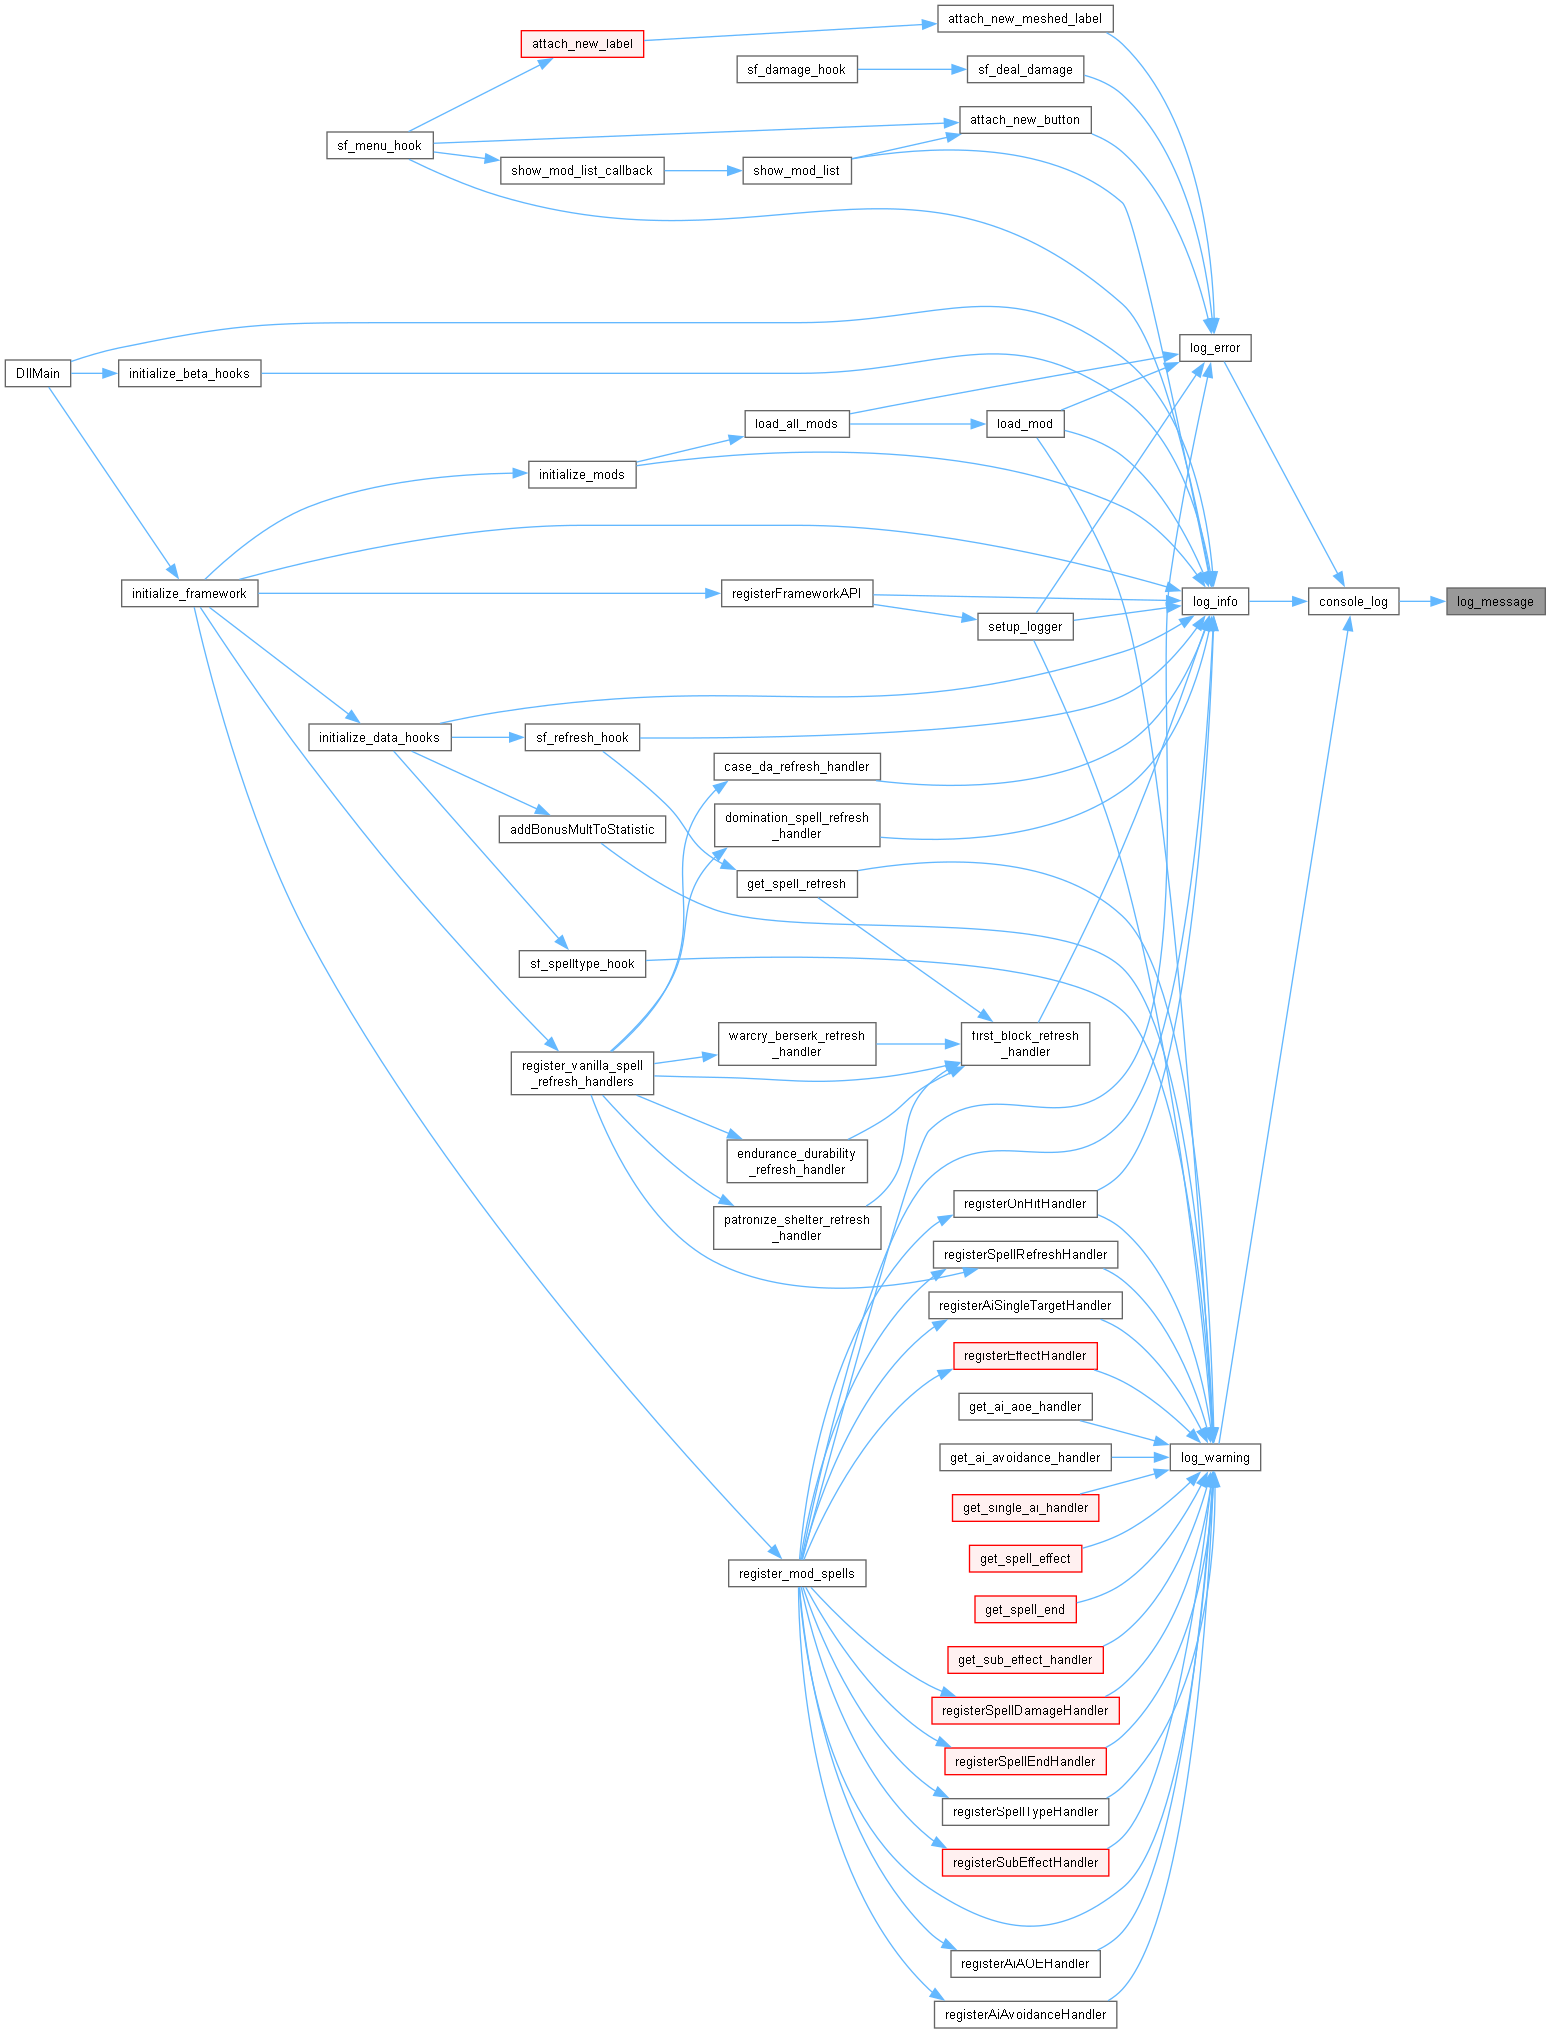 attach_new_meshed_label
attach_new_label
sf_damage_hook
sf_deal_damage
attach_new_button
sf_menu_hook
show_mod_list_callback
show_mod_list
log_error
DllMain
initialize_beta_hooks
load_all_mods
load_mod
initialize_mods
initialize_framework
registerFrameworkAPI
setup_logger
log_info
console_log
log_message
initialize_data_hooks
sf_refresh_hook
case_da_refresh_handler
domination_spell_refresh
_handler
addBonusMultToStatistic
get_spell_refresh
sf_spelltype_hook
warcry_berserk_refresh
_handler
first_block_refresh
_handler
register_vanilla_spell
_refresh_handlers
endurance_durability
_refresh_handler
patronize_shelter_refresh
_handler
registerOnHitHandler
registerSpellRefreshHandler
registerAiSingleTargetHandler
registerEffectHandler
get_ai_aoe_handler
get_ai_avoidance_handler
log_warning
get_single_ai_handler
get_spell_effect
register_mod_spells
get_spell_end
get_sub_effect_handler
registerSpellDamageHandler
registerSpellEndHandler
registerSpellTypeHandler
registerSubEffectHandler
registerAiAOEHandler
registerAiAvoidanceHandler